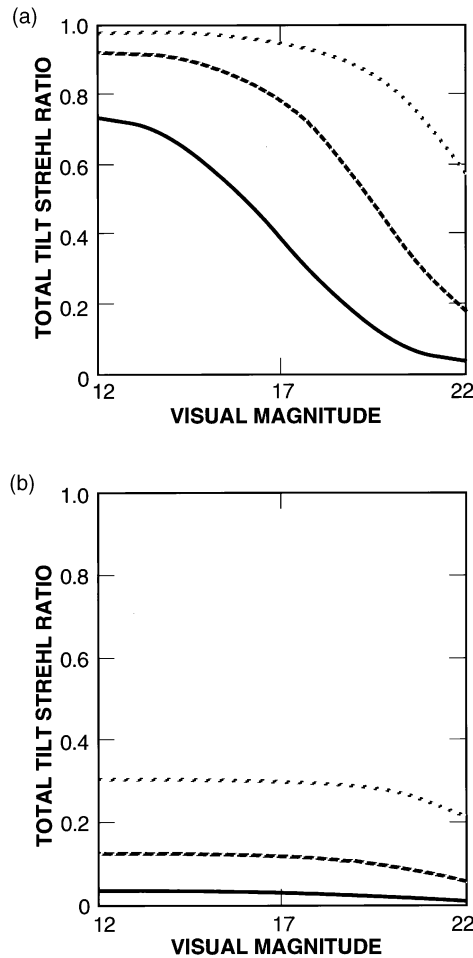 (a)
1.0
0.8
0.6
0.4
0.2
0
TOTAL TILT STREHL RATIO
12 17 22
VISUAL MAGNITUDE
(b)
1.0
0.8
0.6
0.4
0.2
0
TOTAL TILT STREHL RATIO
12 17 22
VISUAL MAGNITUDE